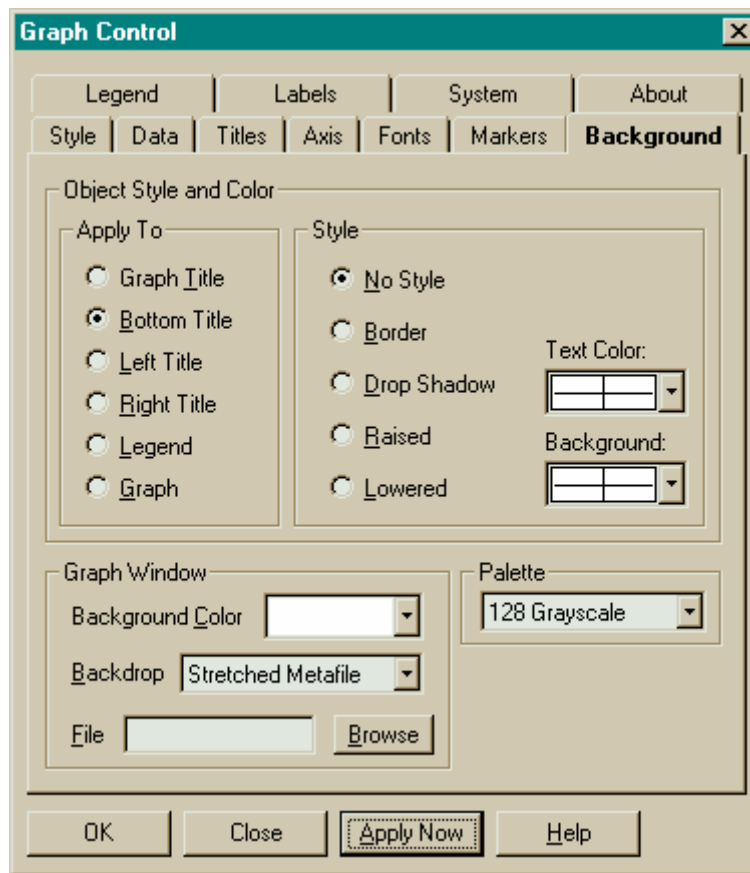 Graph Control
Legend Labels System About
Style Data Titles Axis Fonts Markers Background
Object Style and Color
Apply To
Graph Title
Bottom Title
Left Title
Right Title
Legend
Graph
Style
No Style
Border
Drop Shadow
Raised
Lowered
Text Color:
Background:
Graph Window
Background Color
Backdrop Stretched Metafile
File Browse
Palette
128 Grayscale
OK Close Apply Now Help